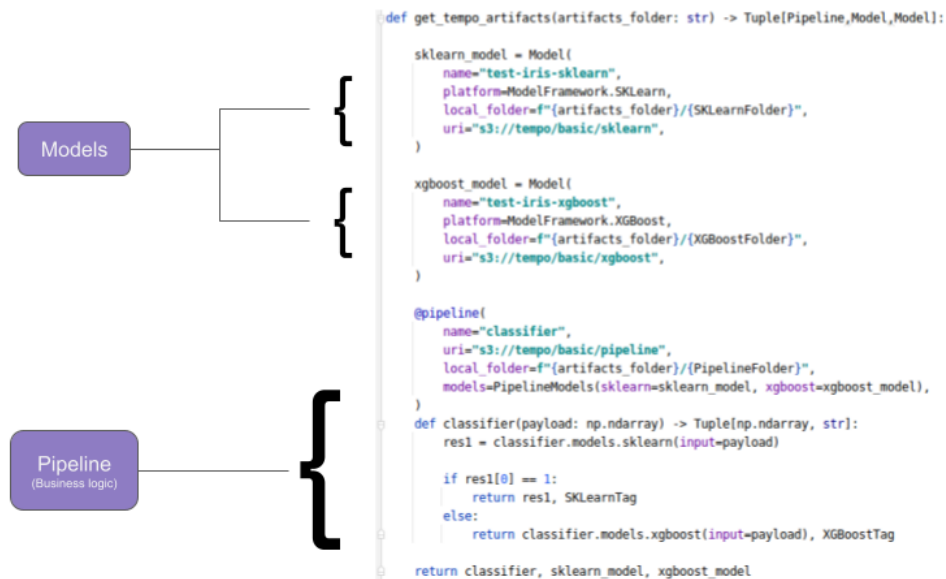 Models
Pipeline
(Business logic)
def get_tempo_artifacts(artifacts_folder: str) -> Tuple[Pipeline,Model,Model]:
sklearn_model = Model(
name="test-iris-sklearn",
platform=ModelFramework.SKLearn,
local_folder=f"{artifacts_folder}/{SKLearnFolder}",
uri="s3://tempo/basic/sklearn",
)
xgboost_model = Model(
name="test-iris-xgboost",
platform=ModelFramework.XGBoost,
local_folder=f"{artifacts_folder}/{XGBoostFolder}",
uri="s3://tempo/basic/xgboost",
)
@pipeline(
name="classifier",
uri="s3://tempo/basic/pipeline",
local_folder=f"{artifacts_folder}/{PipelineFolder}",
models=PipelineModels(sklearn=sklearn_model, xgboost=xgboost_model),
)
def classifier(payload: np.ndarray) -> Tuple[np.ndarray, str]:
res1 = classifier.models.sklearn(input=payload)
if res1[0] == 1:
return res1, SKLearnTag
else:
return classifier.models.xgboost(input=payload), XGBoostTag
return classifier, sklearn_model, xgboost_model